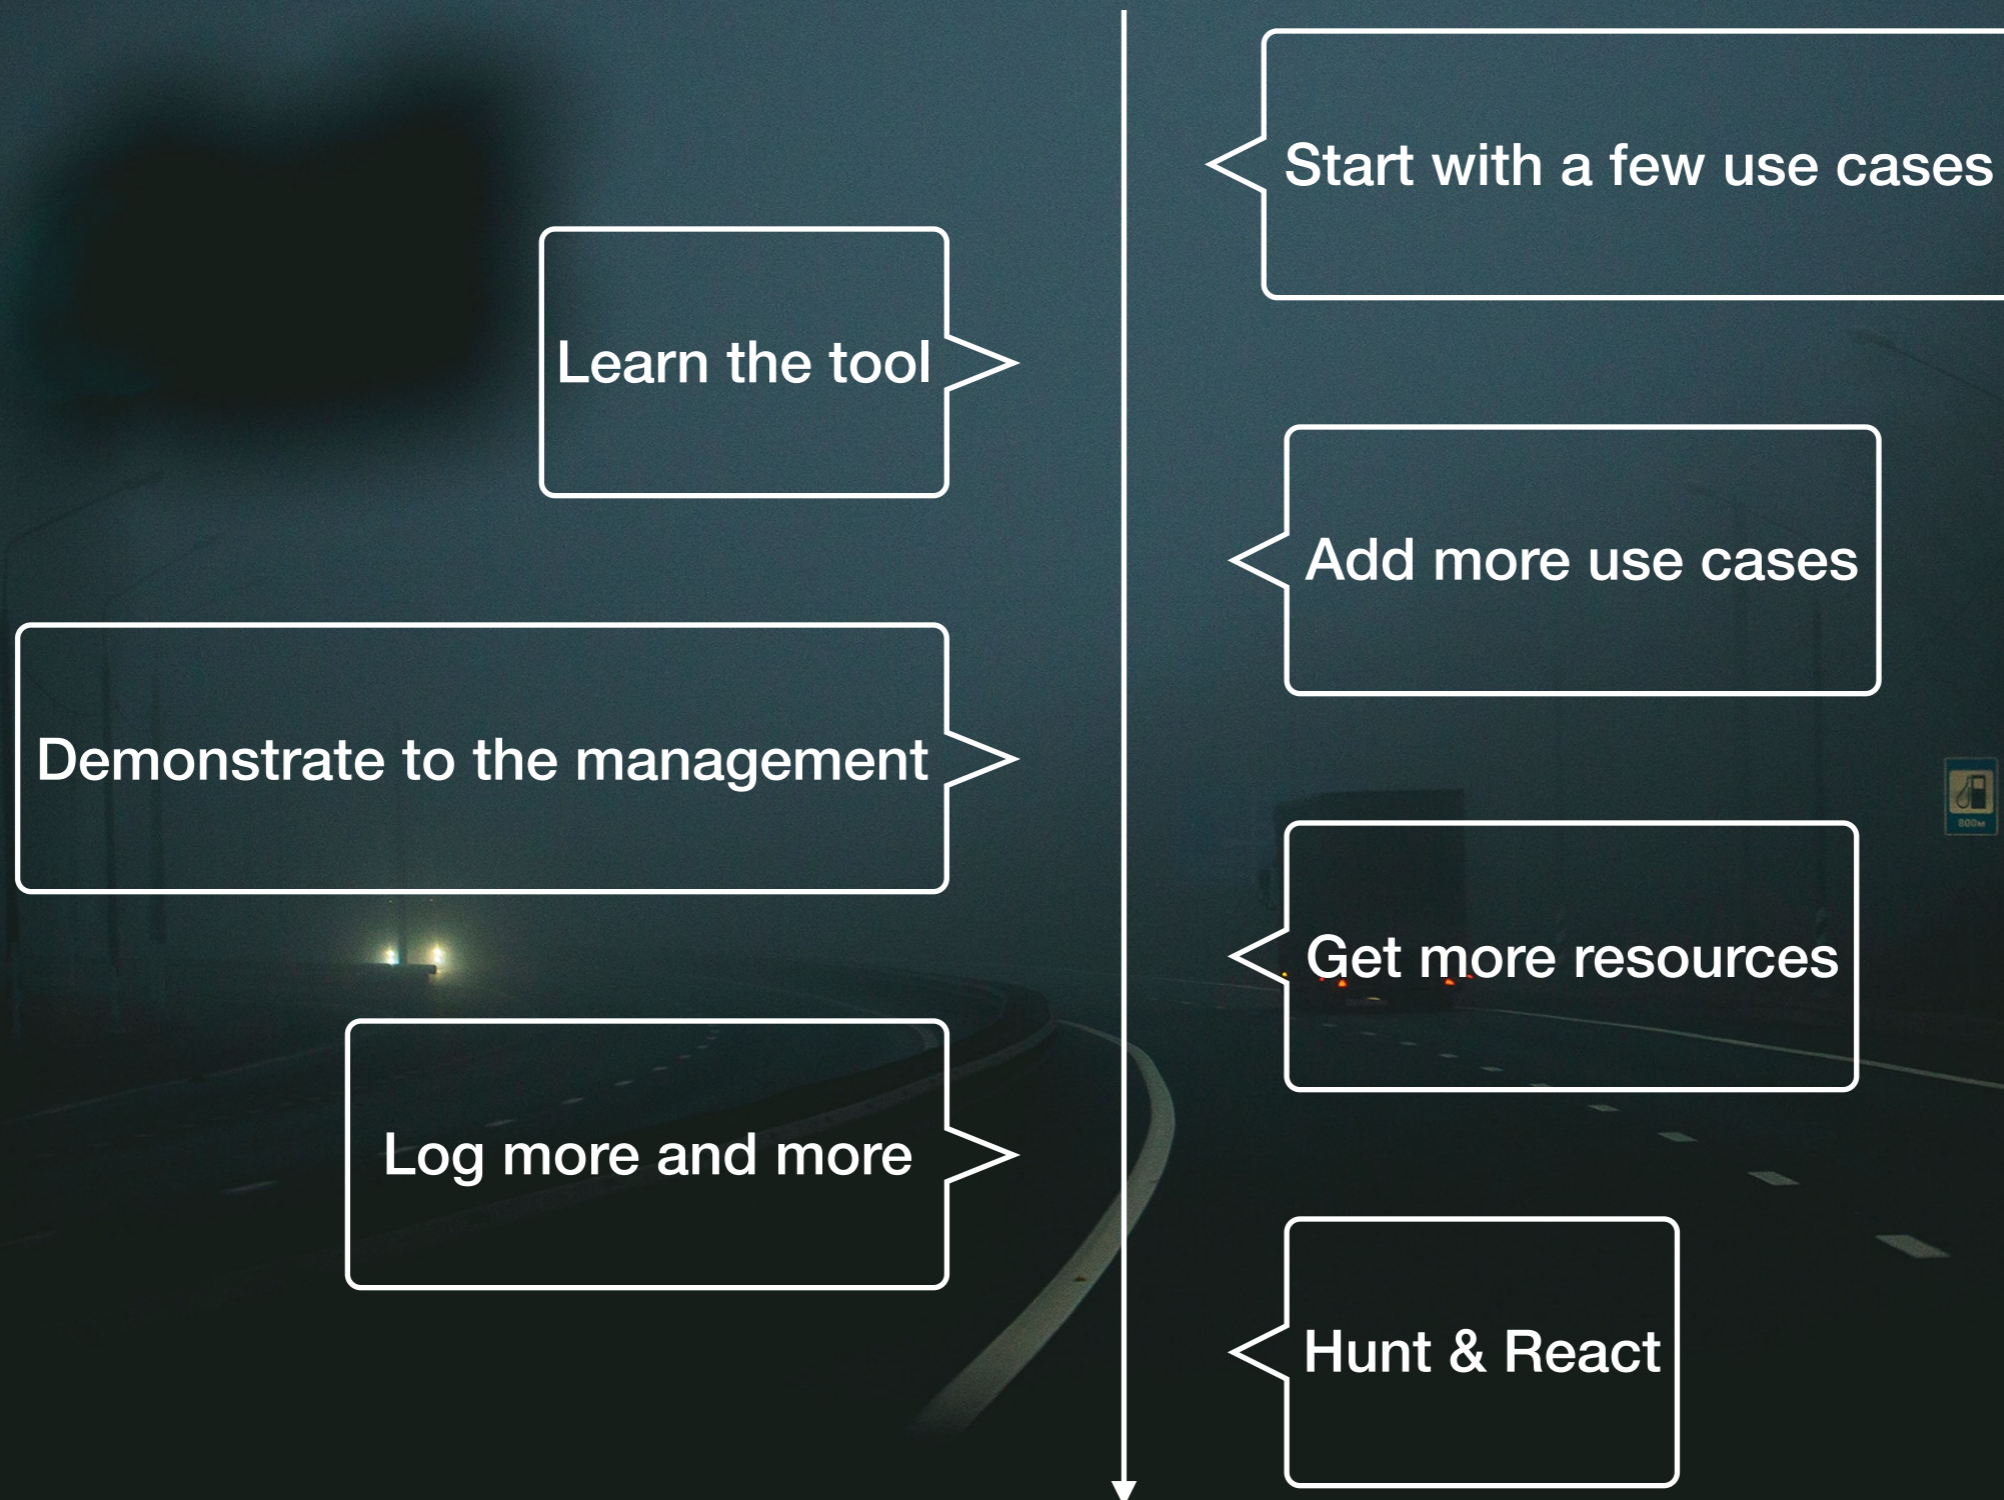 Start with a few use cases
Learn the tool
Add more use cases
Demonstrate to the management
800м
Get more resources
Log more and more
Hunt & React